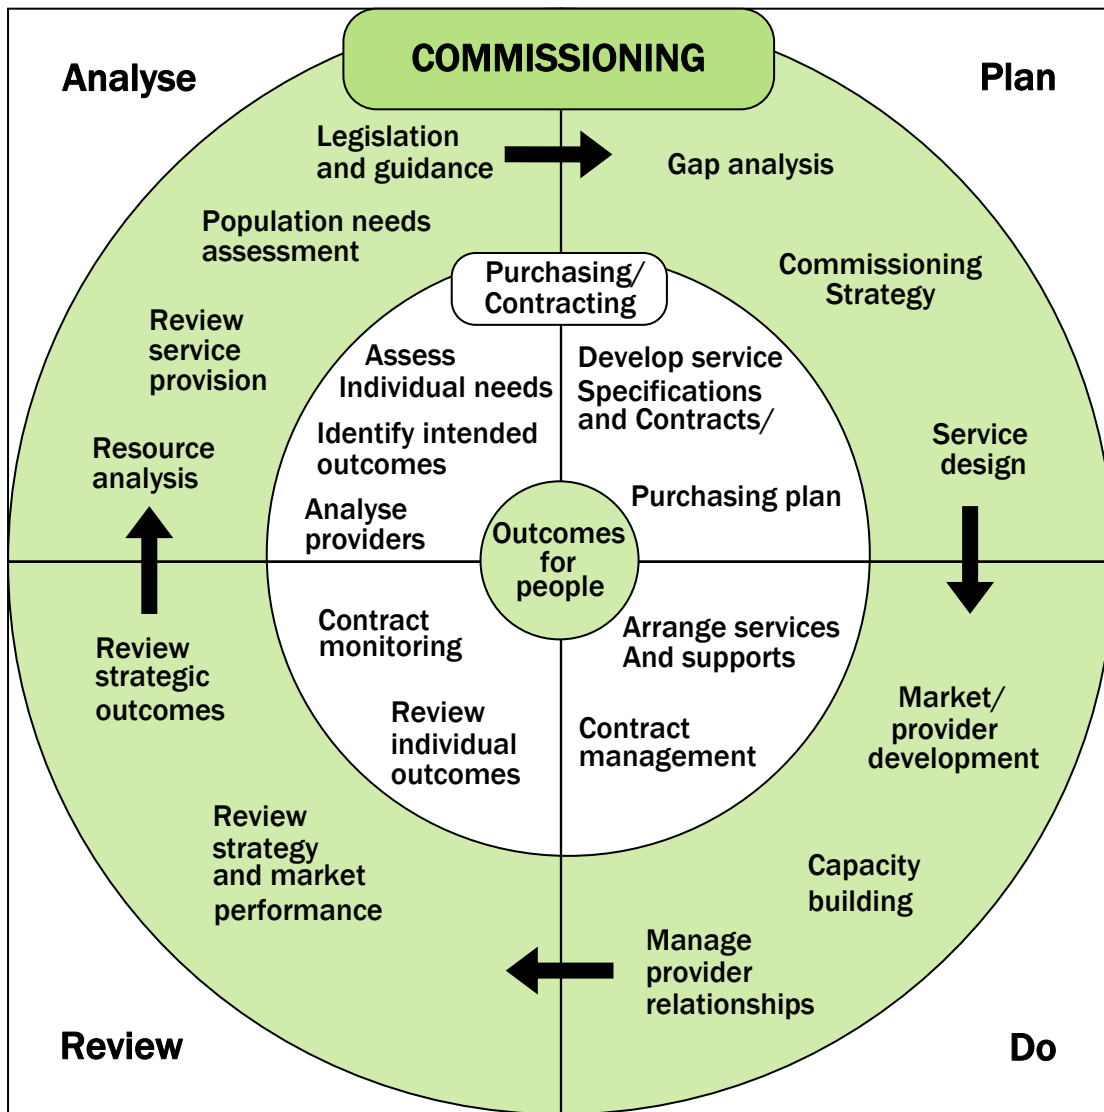 COMMISSIONING
Analyse
Plan
Legislation
and guidance
Population needs
assessment
Review
service
provision
Resource
analysis
Gap analysis
Commissioning
Strategy
Service
design
Purchasing/
Contracting
Assess
Individual needs
Identify intended
outcomes
Analyse
providers
Develop service
Specifications
and Contracts/
Purchasing plan
Outcomes
for
people
Contract
monitoring
Review
individual
outcomes
Arrange services
And supports
Contract
management
Review
strategic
outcomes
Review
strategy
and market
performance
Market/
provider
development
Capacity
building
Manage
provider
relationships
Review
Do